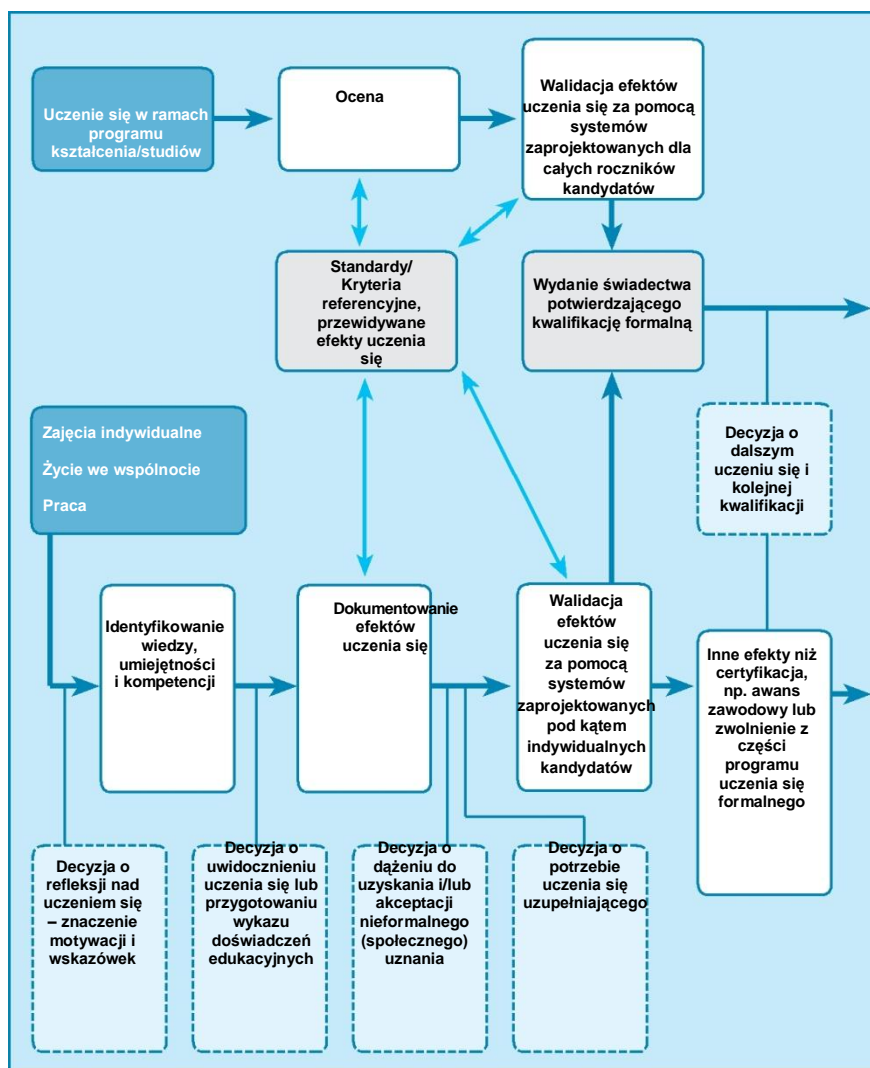 Uczenie się w ramach
programu
kształcenia/studiów
Ocena
Walidacja efektów
uczenia się za pomocą
systemów
zaprojektowanych dla
całych roczników
kandydatów
Standardy/
Kryteria
referencyjne,
przewidywane
efekty uczenia
się
Wydanie świadectwa
potwierdzającego
kwalifikację formalną
Zajęcia indywidualne
Życie we wspólnocie
Praca
Decyzja o
dalszym
uczeniu się i
kolejnej
kwalifikacji
Identyfikowanie
wiedzy,
umiejętności
i kompetencji
Dokumentowanie
efektów
uczenia się
Walidacja
efektów
uczenia się
za pomocą
systemów
zaprojektowanych
pod kątem
indywidualnych
kandydatów
Inne efekty niż
certyfikacja,
np. awans
zawodowy lub
zwolnienie z
części
programu
uczenia się
formalnego
Decyzja o
refleksji nad
uczeniem się
– znaczenie
motywacji i
wskazówek
Decyzja o
uwidocznieniu
uczenia się lub
przygotowaniu
wykazu
doświadczeń
edukacyjnych
Decyzja o
dążeniu do
uzyskania i/lub
akceptacji
nieformalnego
(społecznego)
uznania
Decyzja o
potrzebie
uczenia się
uzupełniającego